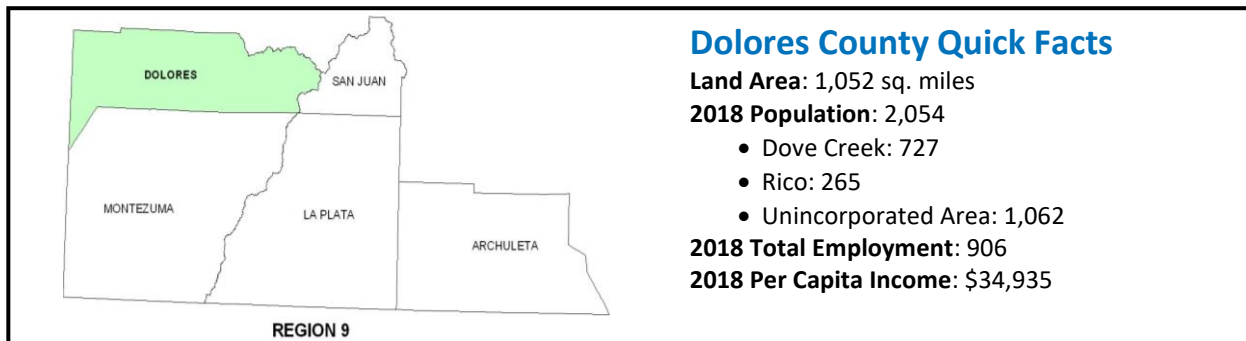 DOLORES
SAN JUAN
MONTEZUMA
LA PLATA
ARCHULETA
REGION 9
Dolores County Quick Facts
Land Area: 1,052 sq. miles
2018 Population: 2,054
• Dove Creek: 727
• Rico: 265
• Unincorporated Area: 1,062
2018 Total Employment: 906
2018 Per Capita Income: $34,935